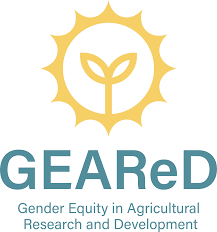 GEAReD
Gender Equity in Agricultural
Research and Development